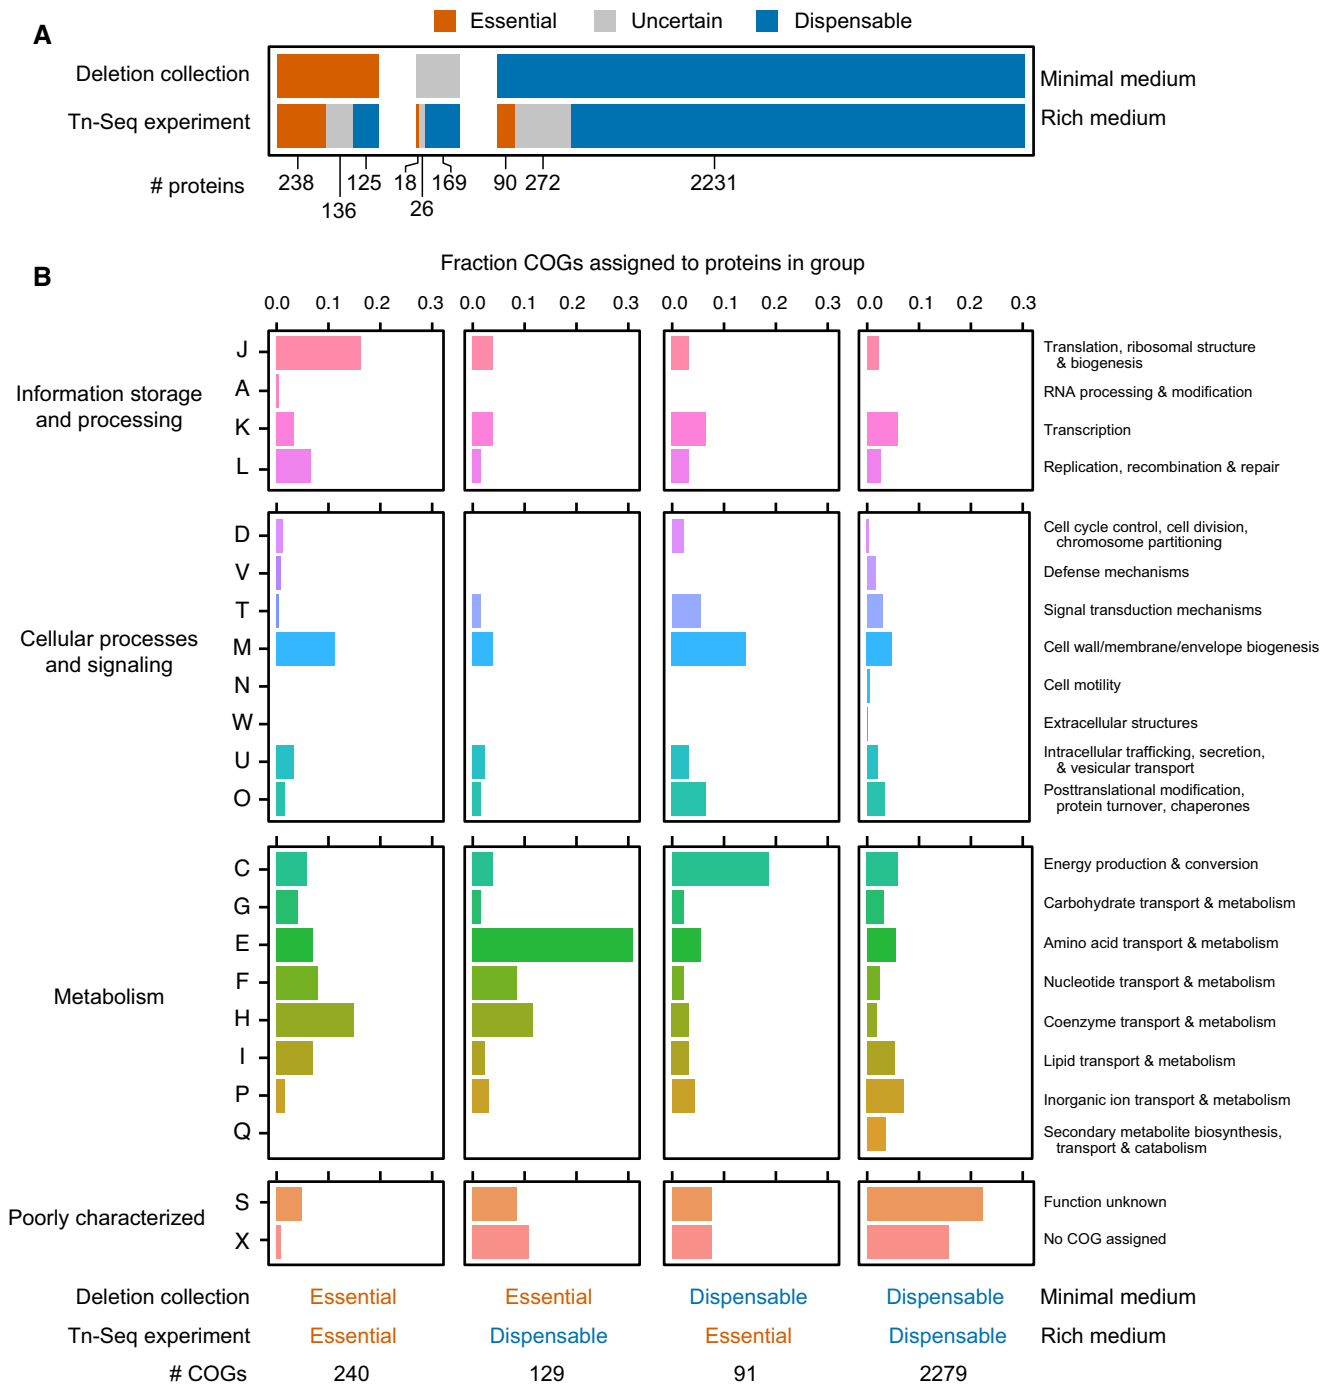 A
Essential
Uncertain
Dispensable
Deletion collection
Minimal medium
Tn-Seq experiment
Rich medium
# proteins
238
125
18
169
90
272
2231
136
26
B
Fraction COGs assigned to proteins in group
0.0 0.1 0.2 0.3
0.0 0.1 0.2 0.3
0.0 0.1 0.2 0.3
0.0 0.1 0.2 0.3
Information storage
and processing
J
Translation, ribosomal structure
& biogenesis
A
RNA processing & modification
K
Transcription
L
Replication, recombination & repair
Cellular processes
and signaling
D
Cell cycle control, cell division,
chromosome partitioning
V
Defense mechanisms
T
Signal transduction mechanisms
M
Cell wall/membrane/envelope biogenesis
N
Cell motility
W
Extracellular structures
U
Intracellular trafficking, secretion,
& vesicular transport
O
Posttranslational modification,
protein turnover, chaperones
Metabolism
C
Energy production & conversion
G
Carbohydrate transport & metabolism
E
Amino acid transport & metabolism
F
Nucleotide transport & metabolism
H
Coenzyme transport & metabolism
I
Lipid transport & metabolism
P
Inorganic ion transport & metabolism
Q
Secondary metabolite biosynthesis,
transport & catabolism
Poorly characterized
S
Function unknown
X
No COG assigned
Deletion collection
Essential
Essential
Dispensable
Dispensable
Minimal medium
Tn-Seq experiment
Essential
Dispensable
Essential
Dispensable
Rich medium
# COGs
240
129
91
2279